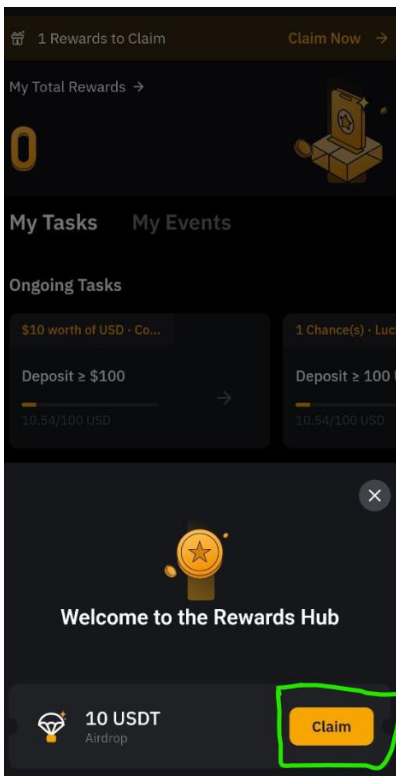 1 Rewards to Claim
Claim Now →
My Total Rewards →
0
My Tasks
My Events
Ongoing Tasks
$10 worth of USD · Co...
1 Chance(s) · Luc
Deposit ≥ $100
Deposit ≥ 100
10.54/100 USD
10.54/100 USD
Welcome to the Rewards Hub
10 USDT
Airdrop
Claim